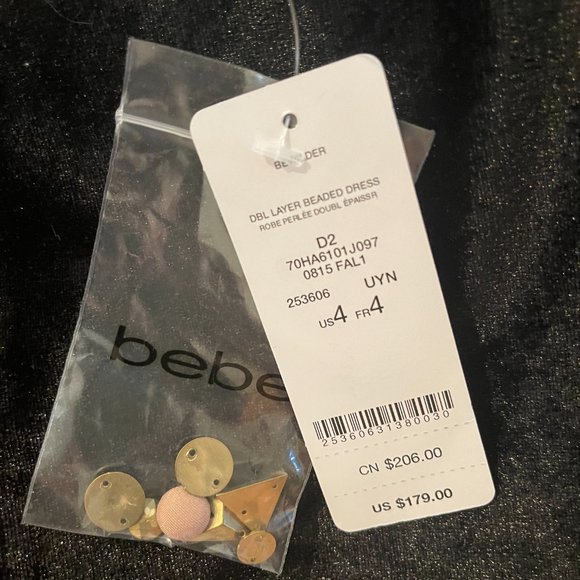 bebe
DBL LAYER BEADED DRESS
ROBE PERLÉE DOUBL ÉPAISSR
D2
70HA6101J097
0815 FAL1
253606 UYN
US4 FR4
25360631380030
CN $206.00
US $179.00